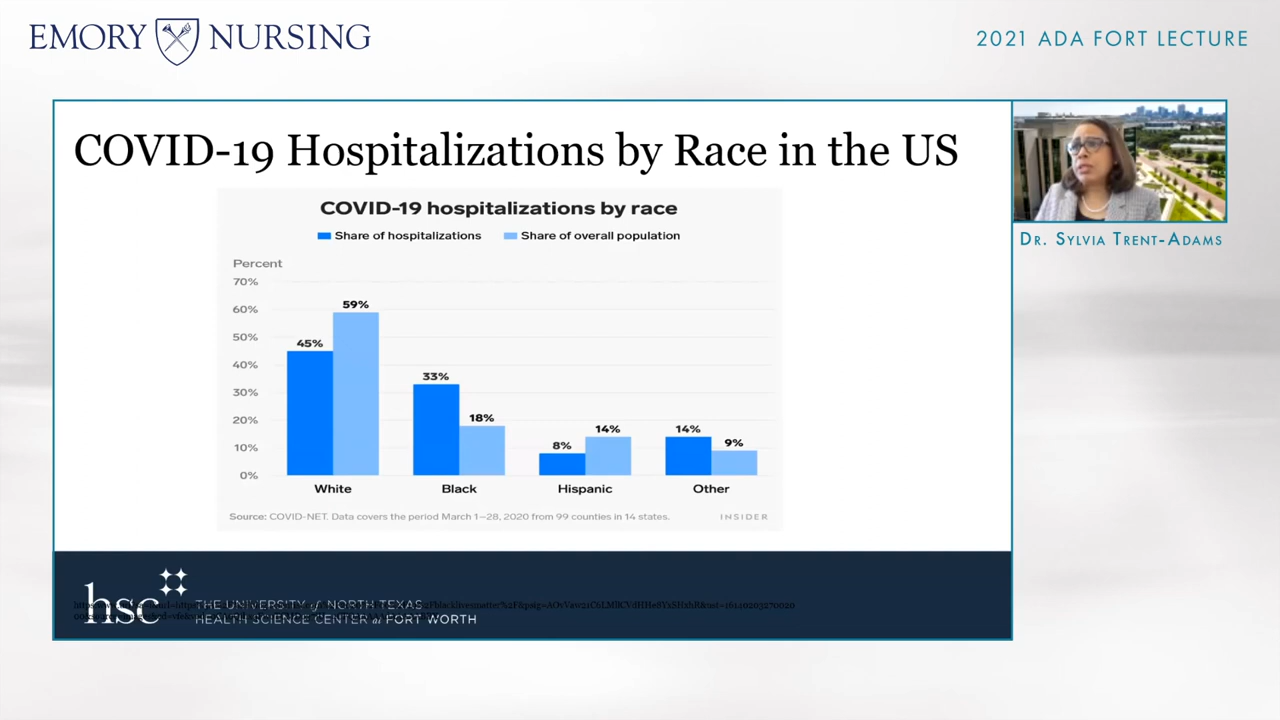 EMORY NURSING
2021 ADA FORT LECTURE
COVID-19 Hospitalizations by Race in the US
DR. SYLVIA TRENT-ADAMS
COVID-19 hospitalizations by race
Share of hospitalizations Share of overall population
Percent
70%
60%
50%
40%
30%
20%
10%
0%
45%
59%
33%
18%
8%
14%
14%
9%
White Black Hispanic Other
Source: COVID-NET. Data covers the period March 1–28, 2020 from 99 counties in 14 states. INSIDER
hsc
THE UNIVERSITY of NORTH TEXAS
HEALTH SCIENCE CENTER at FORT WORTH